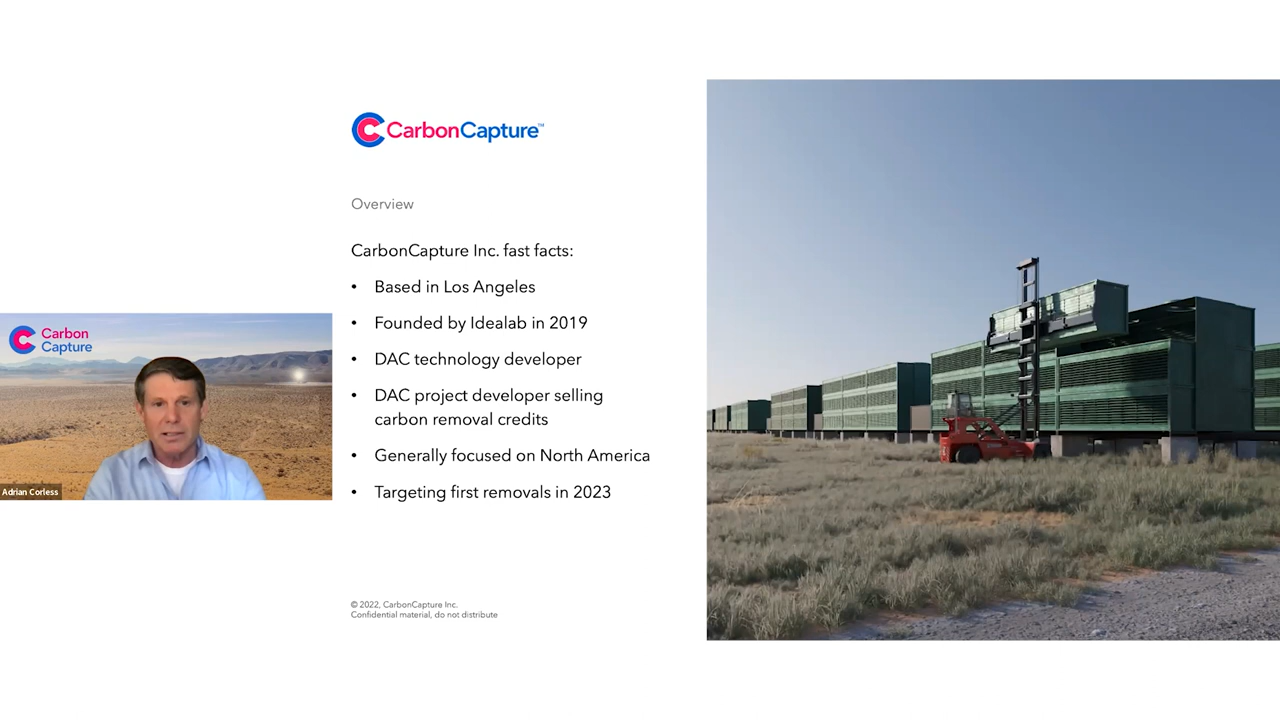 CarbonCapture™
Overview
CarbonCapture Inc. fast facts:
• Based in Los Angeles
• Founded by Idealab in 2019
• DAC technology developer
• DAC project developer selling
carbon removal credits
• Generally focused on North America
• Targeting first removals in 2023
© 2022, CarbonCapture Inc.
Confidential material, do not distribute
Carbon
Capture
Adrian Corless